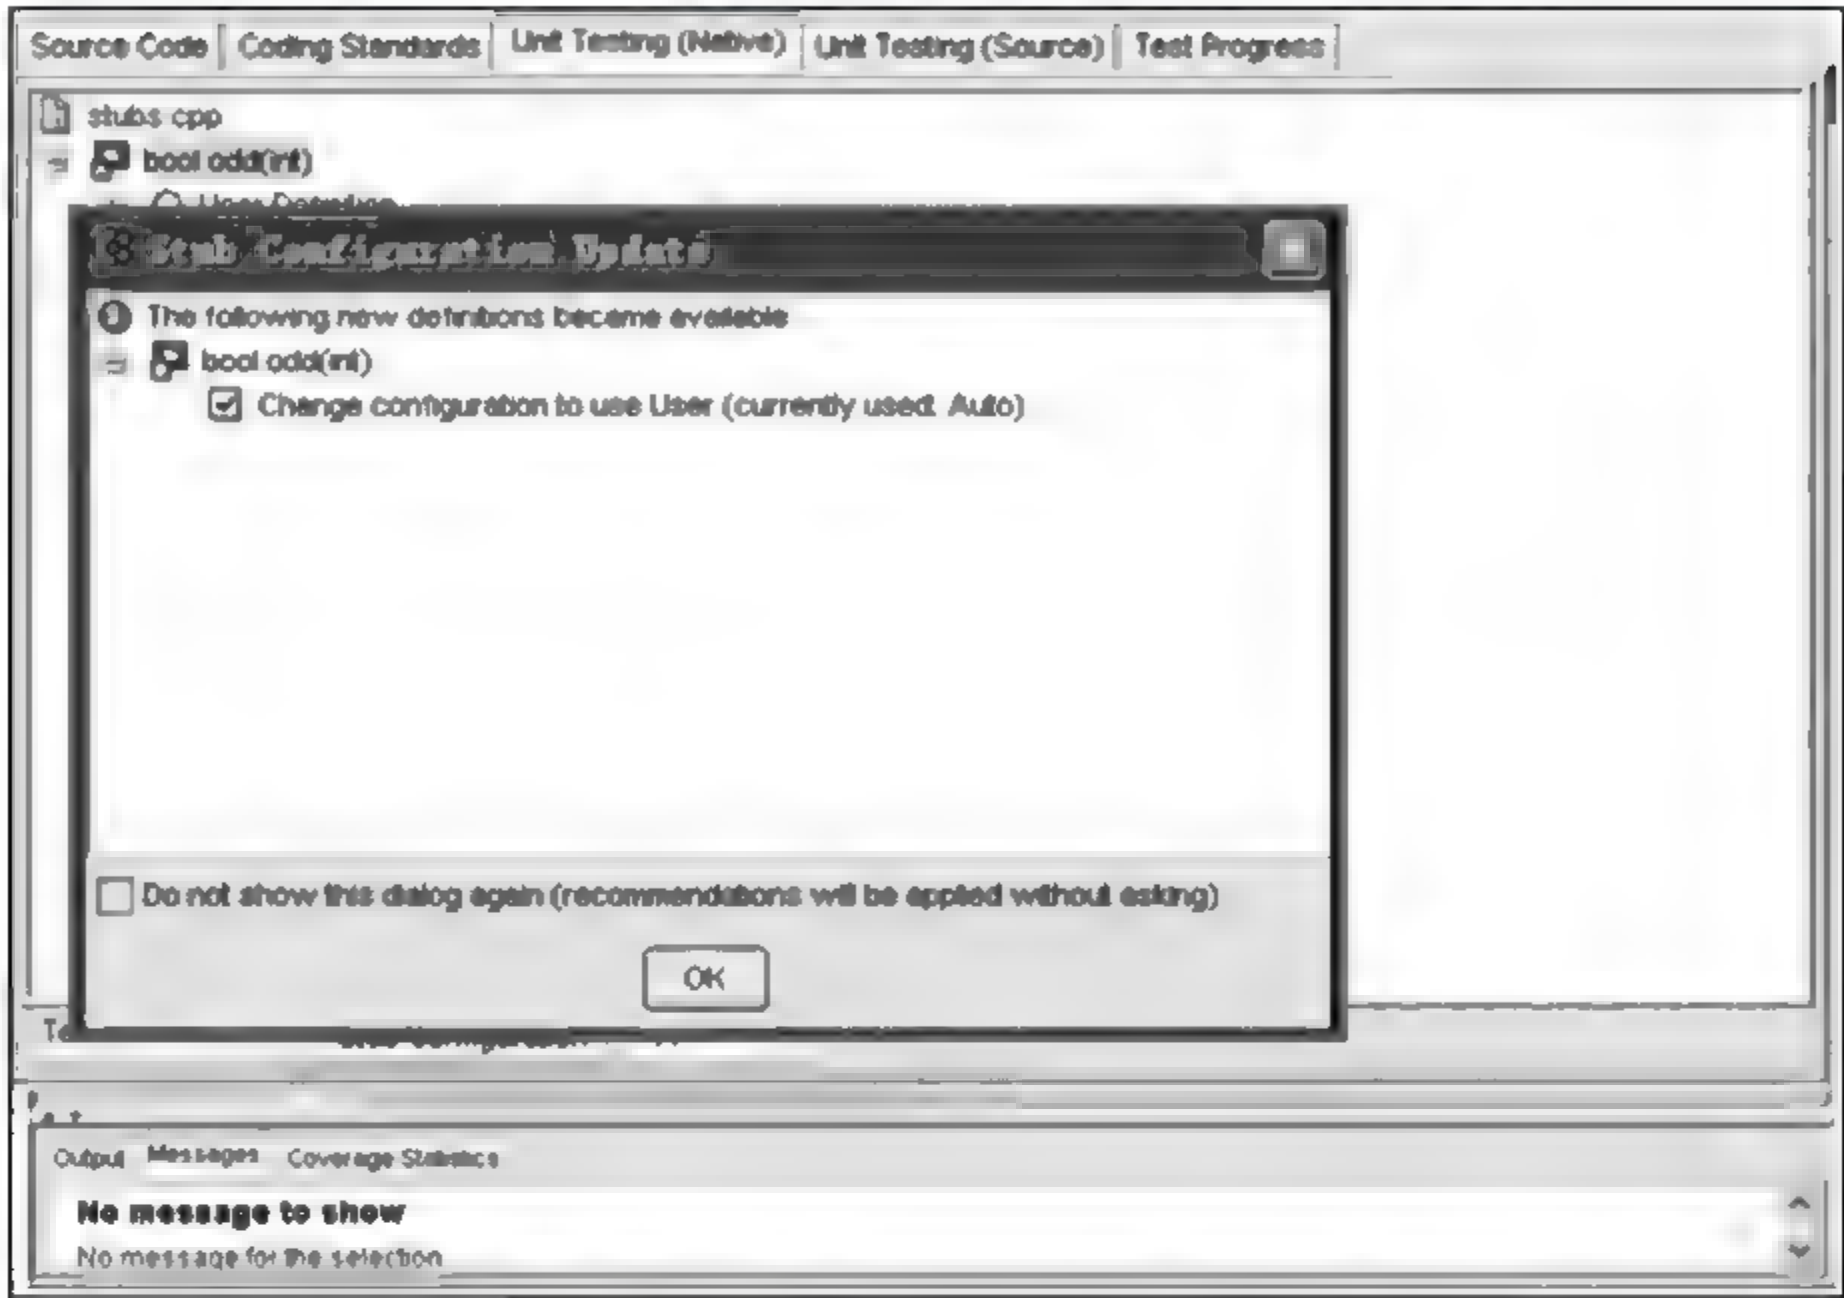 Source Code Coding Standards Unit Testing (Native) Unit Testing (Source) Test Progress
stubs cpp
bool odd(int)
User Definition
Stub Configuration Update
The following new definitions became available
bool odd(int)
Change configuration to use User (currently used: Auto)
Do not show this dialog again (recommendations will be applied without asking)
OK
Output Messages Coverage Statistics
No message to show
No message for the selection